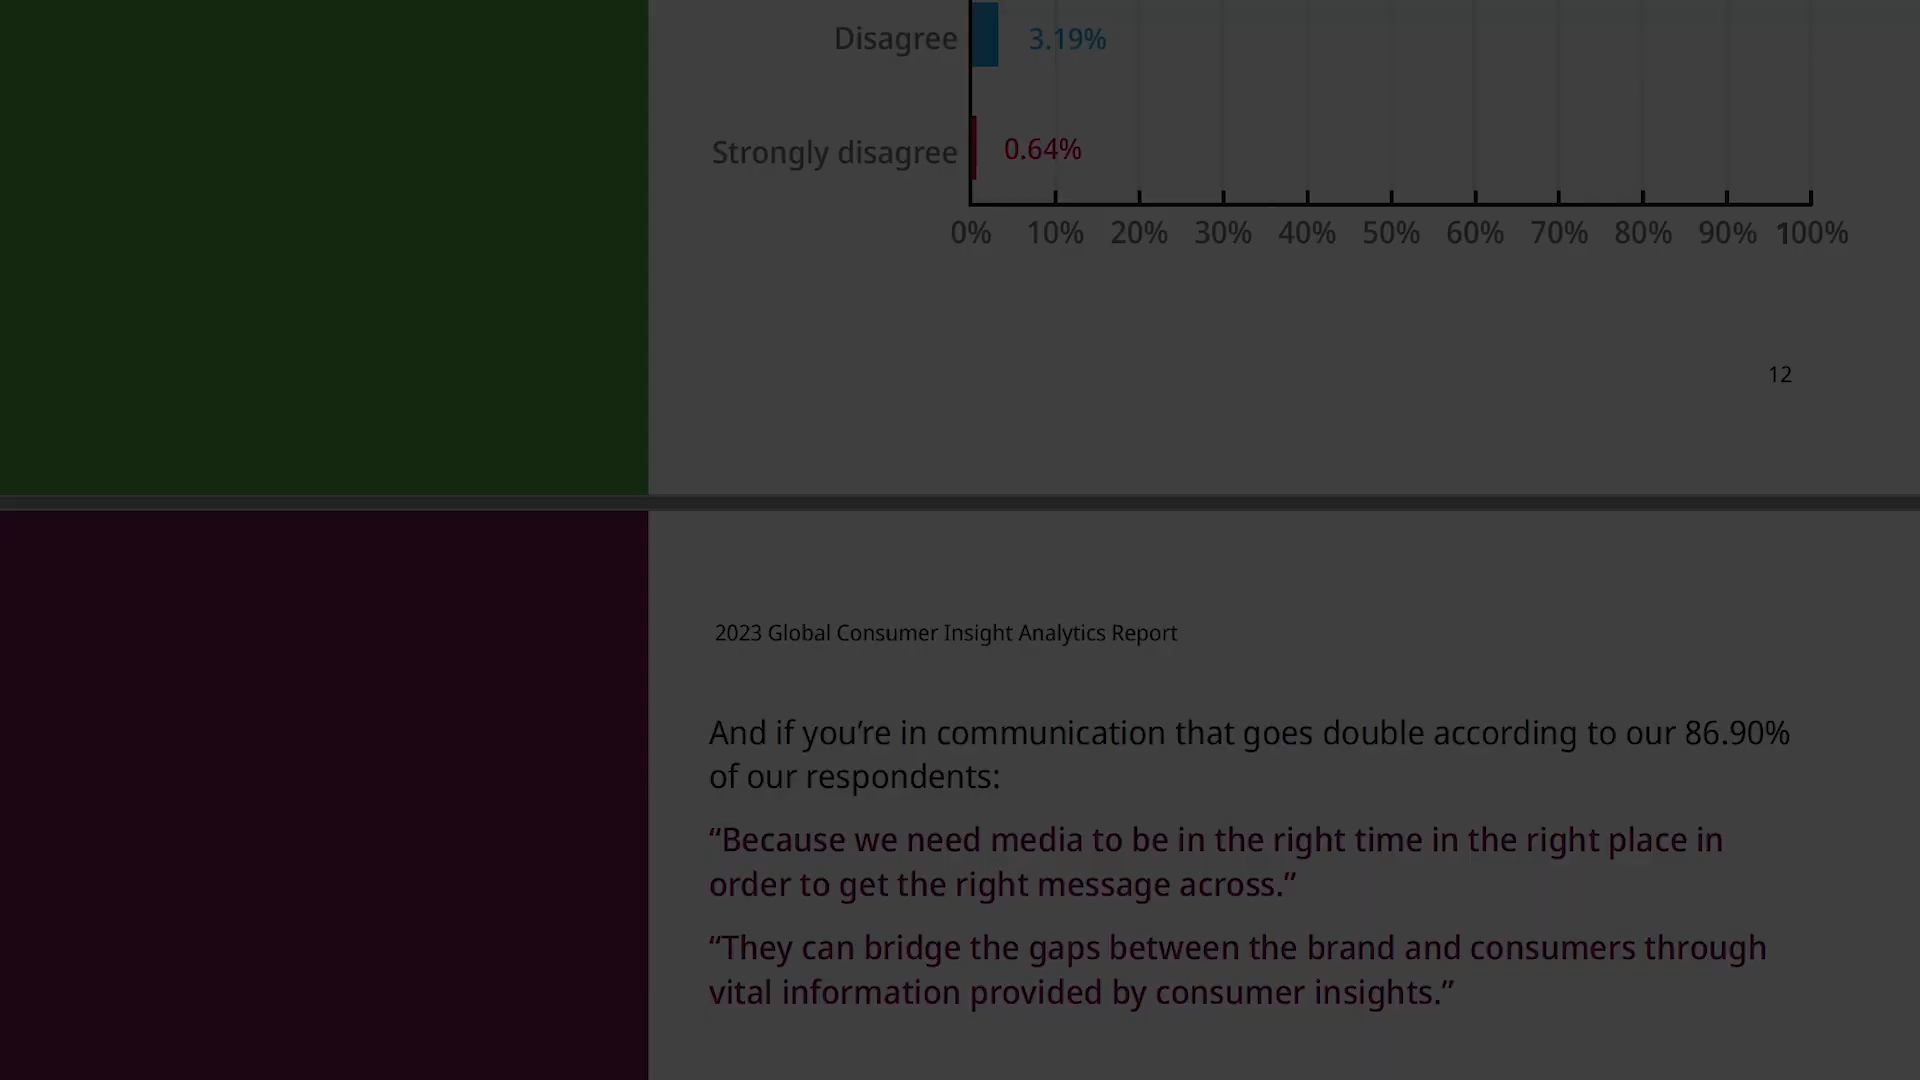 Disagree 3.19%
Strongly disagree 0.64%
0% 10% 20% 30% 40% 50% 60% 70% 80% 90% 100%
12
2023 Global Consumer Insight Analytics Report
And if you’re in communication that goes double according to our 86.90%
of our respondents:
“Because we need media to be in the right time in the right place in
order to get the right message across.”
“They can bridge the gaps between the brand and consumers through
vital information provided by consumer insights.”